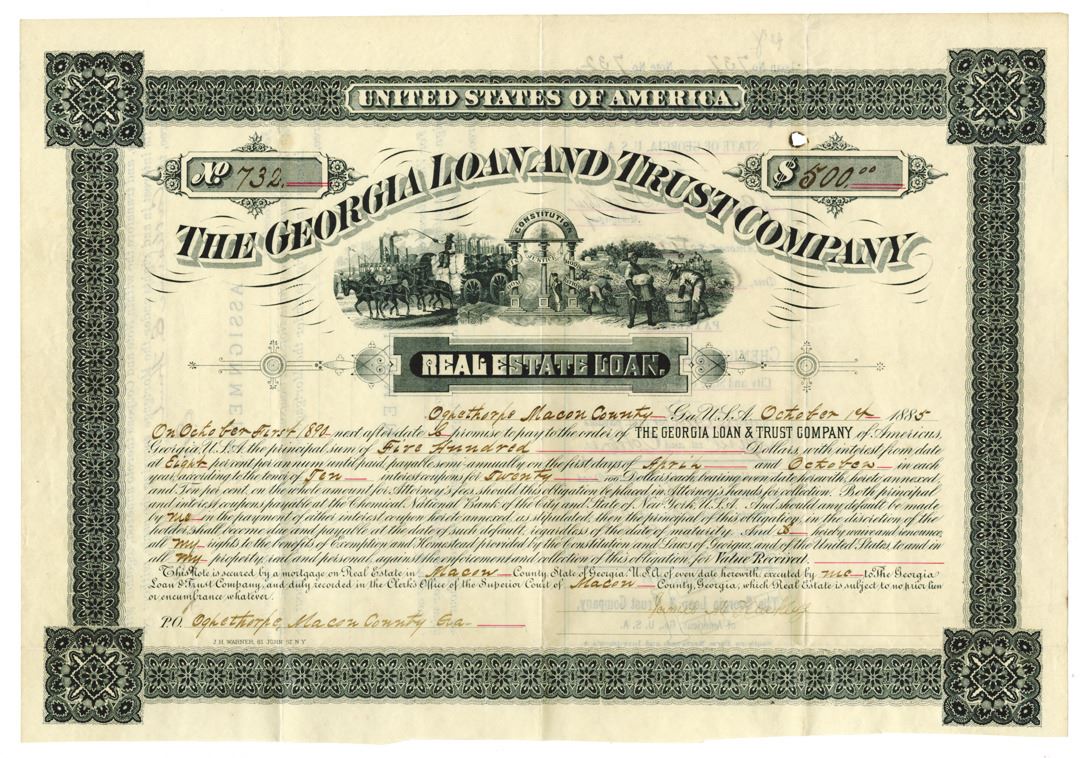 UNITED STATES OF AMERICA.
No 732.
$ 500.00
THE GEORGIA LOAN AND TRUST COMPANY
CONSTITUTION
JUSTICE
REAL ESTATE LOAN.
Oglethorpe Macon County Ga. U.S.A. October 1st 1885
On October First 1890 next after date I promise to pay to the order of THE GEORGIA LOAN & TRUST COMPANY of Americus,
Georgia U.S.A. the principal sum of Five Hundred Dollars, with interest from date
at Eight per cent per annum until paid, payable semi-annually on the first days of April and October in each
year, according to the tenor of Ten interest coupons for Twenty Dollars each, bearing even date herewith, hereto annexed,
and Ten per cent. on the whole amount for Attorney's fees should this obligation be placed in Attorney's hands for collection. Both principal
and interest coupons payable at the Chemical National Bank of the City and State of New York, U.S.A. And should any default be made
by me in the payment of either interest coupon hereto annexed, as stipulated, then the principal of this obligation, in the discretion of the
holder, shall become due and payable at the date of such default, regardless of the date of maturity. And I hereby waive and renounce,
all my rights to the benefits of Exemption and Homestead provided by the Constitution and Laws of Georgia, and of the United States, to and in
all my property, real and personal, against the enforcement and collection of this obligation, for Value Received.
This Note is secured by a mortgage on Real Estate in Macon County, State of Georgia, U.S.A. of even date herewith, executed by me to The Georgia
Loan & Trust Company, and duly recorded in the Clerk's Office of the Superior Court of Macon County, Georgia, which Real Estate is subject to no prior lien
or encumbrance whatever.
James
P.O. Oglethorpe, Macon County Ga
J.H. WARNER, 61 JOHN ST. N.Y.